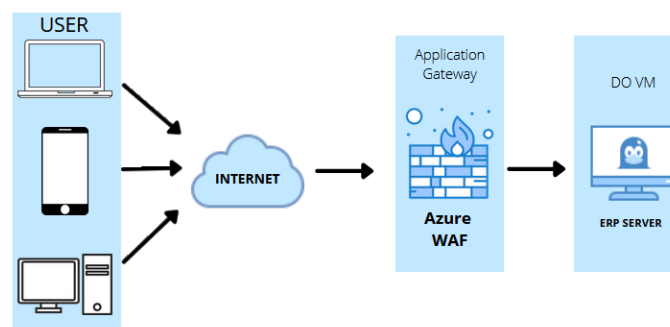 USER
INTERNET
Application
Gateway
Azure
WAF
DO VM
ERP SERVER